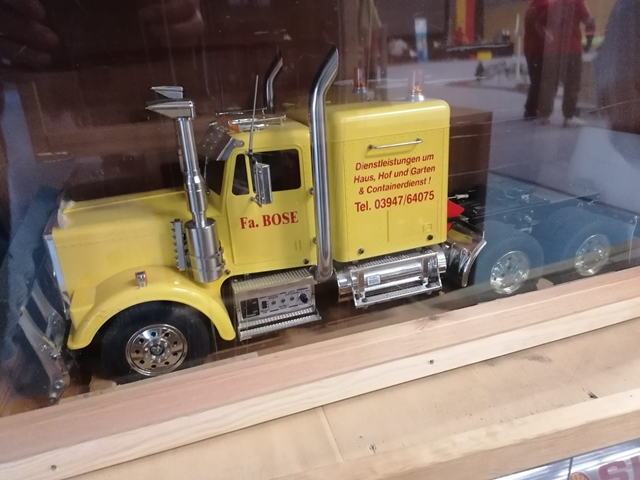 Fa. BOSE
Dienstleistungen um
Haus, Hof und Garten
& Containerdienst !
Tel. 03947/64075